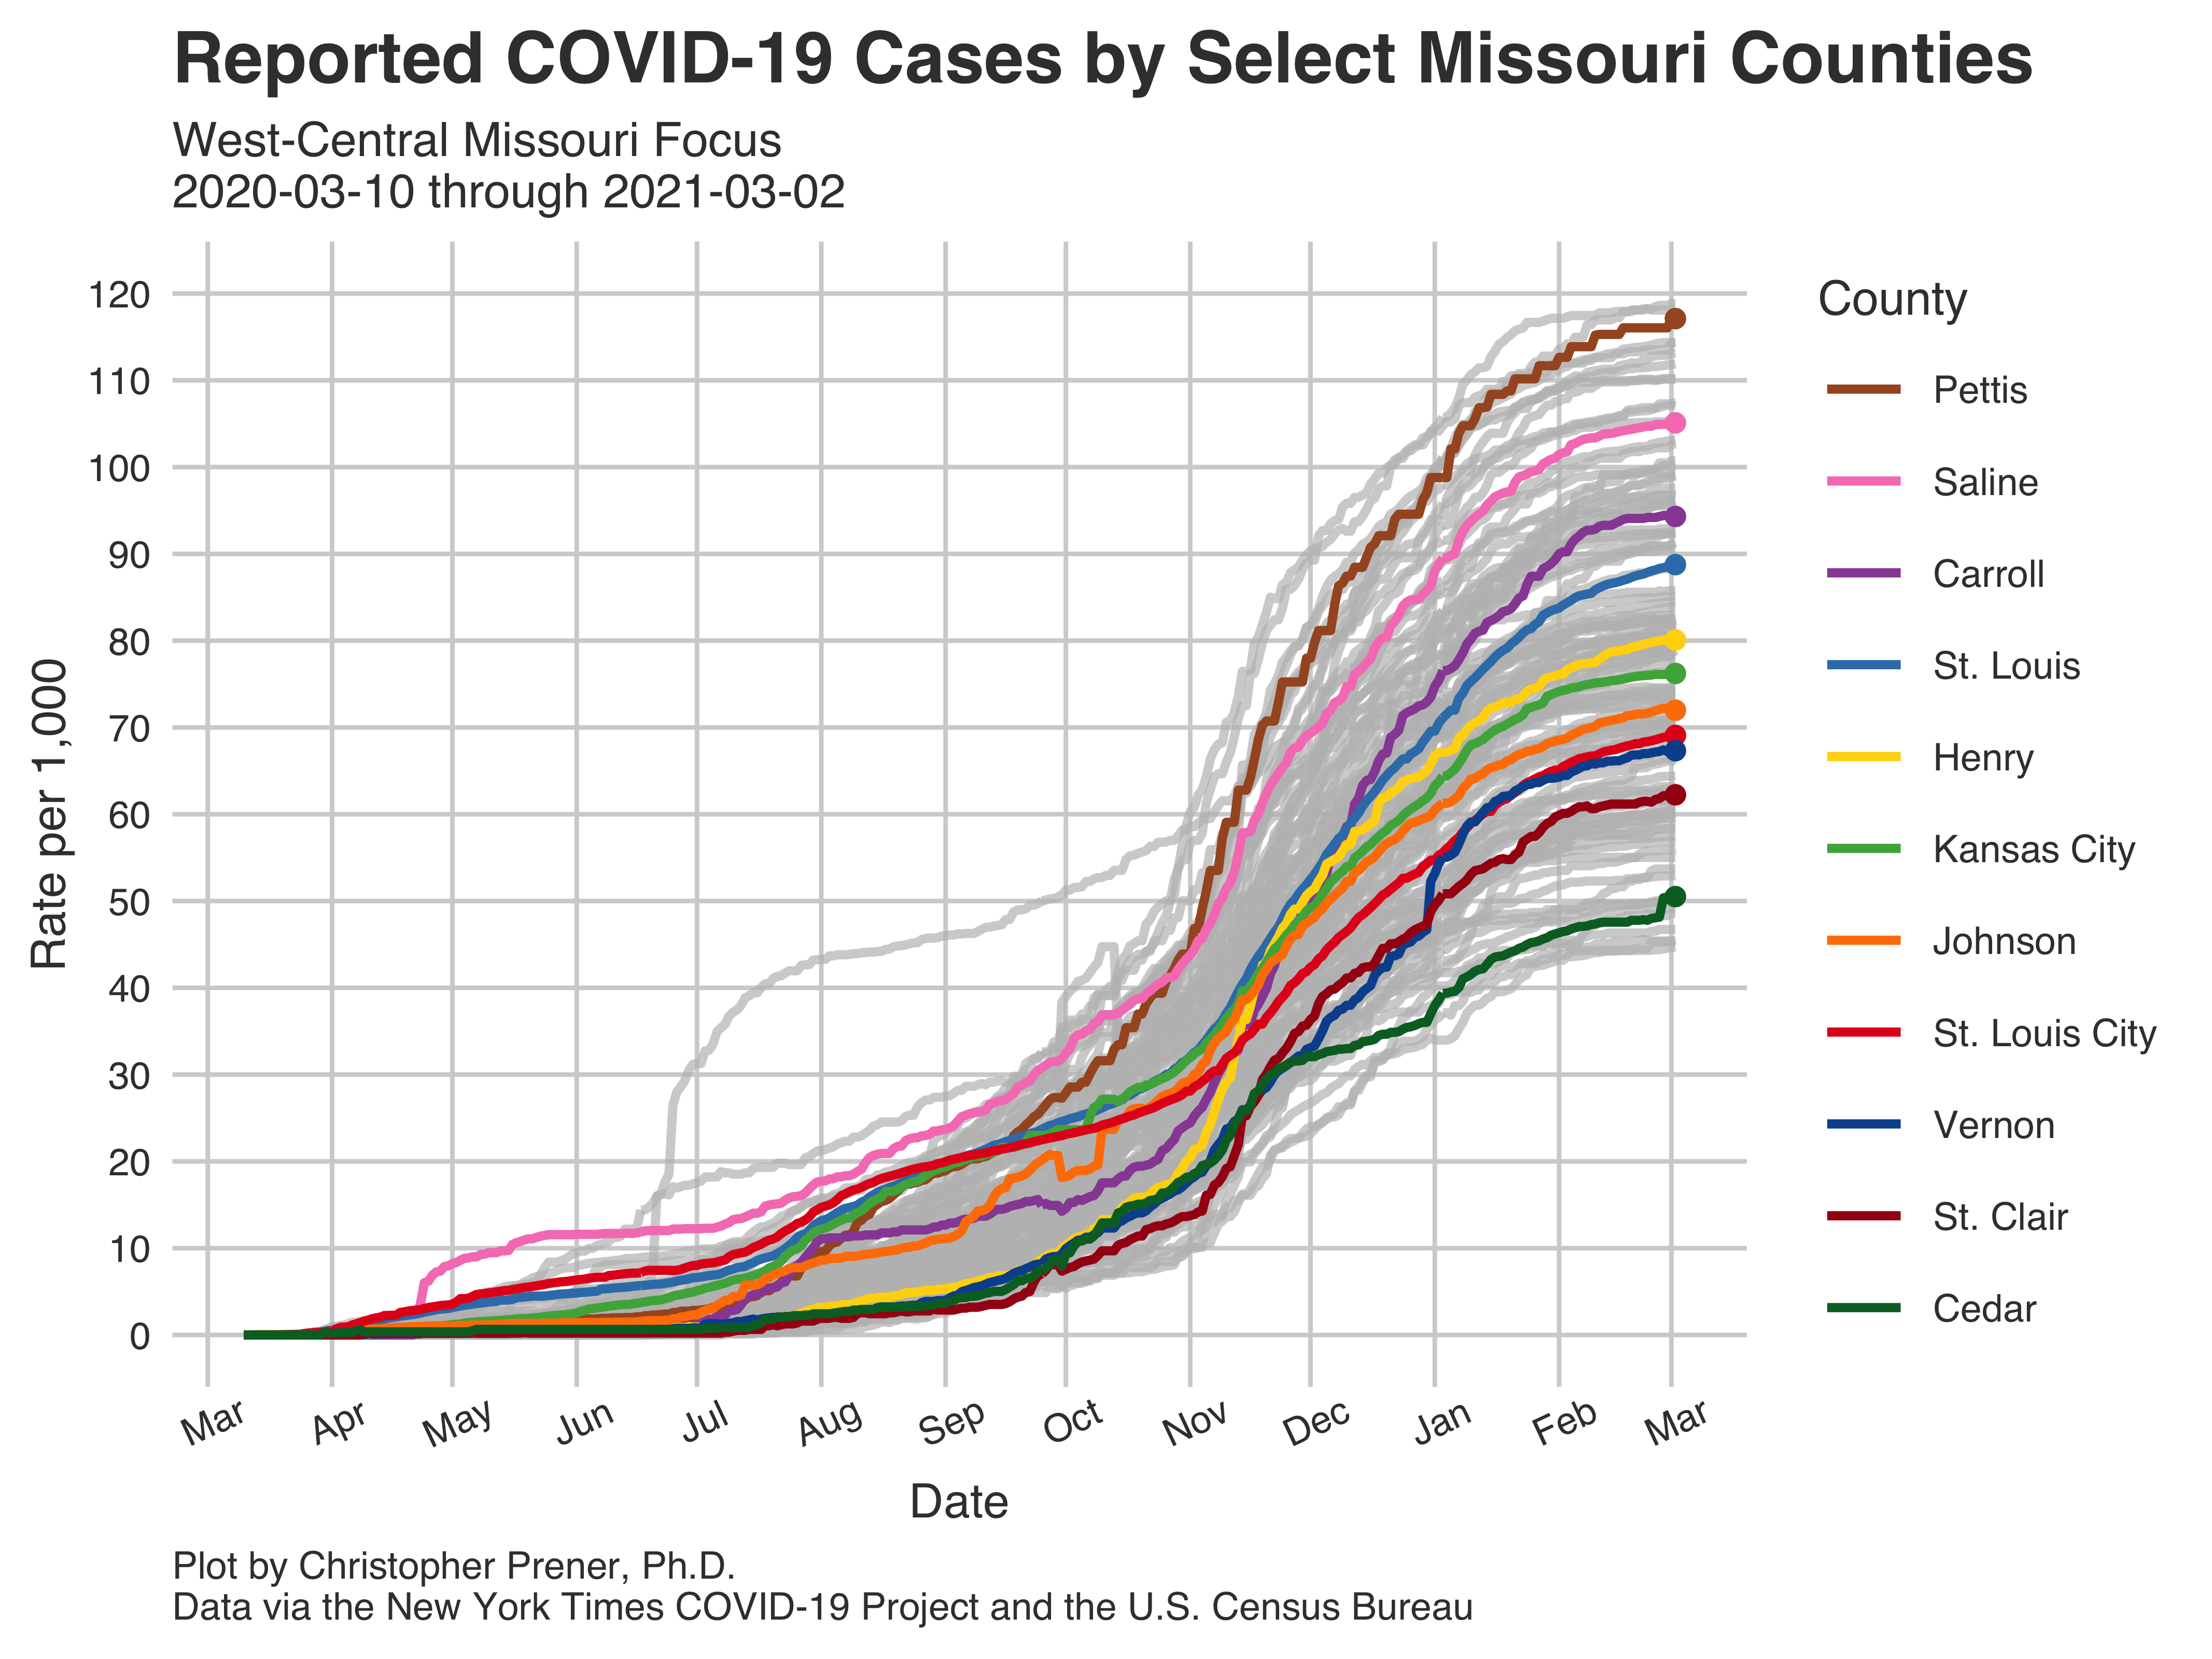 Reported COVID-19 Cases by Select Missouri Counties
West-Central Missouri Focus
2020-03-10 through 2021-03-02
Rate per 1,000
120
110
100
90
80
70
60
50
40
30
20
10
0
Mar
Apr
May
Jun
Jul
Aug
Sep
Oct
Nov
Dec
Jan
Feb
Mar
Date
County
Pettis
Saline
Carroll
St. Louis
Henry
Kansas City
Johnson
St. Louis City
Vernon
St. Clair
Cedar
Plot by Christopher Prener, Ph.D.
Data via the New York Times COVID-19 Project and the U.S. Census Bureau